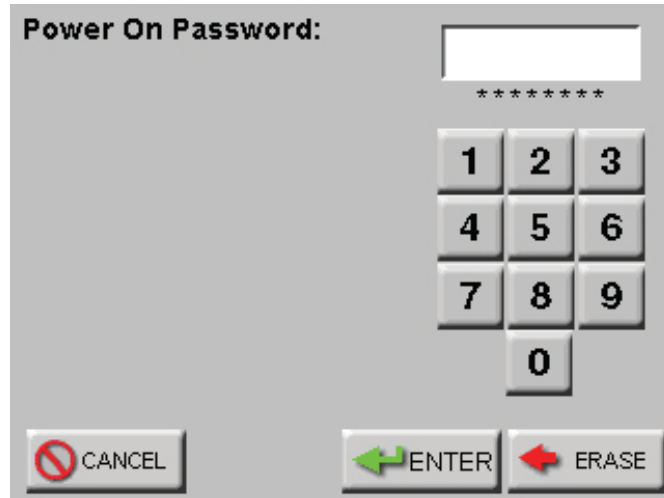 Power On Password:
********
1 2 3
4 5 6
7 8 9
0
CANCEL ENTER ERASE